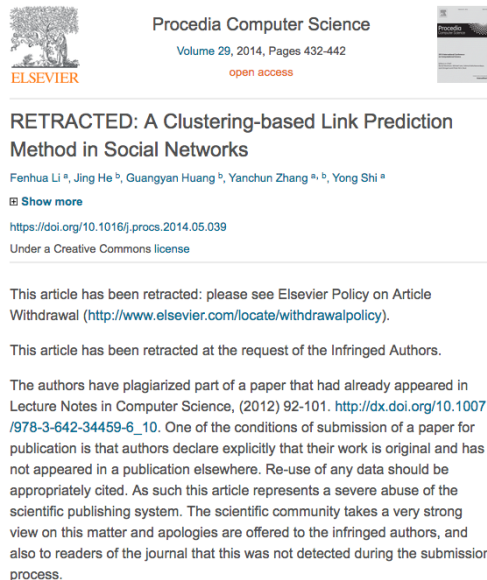 Procedia Computer Science
Volume 29, 2014, Pages 432-442
open access
ELSEVIER
Procedia
Computer Science
RETRACTED: A Clustering-based Link Prediction
Method in Social Networks
Fenhua Li a, Jing He b, Guangyan Huang b, Yanchun Zhang a, b, Yong Shi a
Show more
https://doi.org/10.1016/j.procs.2014.05.039
Under a Creative Commons license
This article has been retracted: please see Elsevier Policy on Article
Withdrawal (http://www.elsevier.com/locate/withdrawalpolicy).
This article has been retracted at the request of the Infringed Authors.
The authors have plagiarized part of a paper that had already appeared in
Lecture Notes in Computer Science, (2012) 92-101. http://dx.doi.org/10.1007
/978-3-642-34459-6_10. One of the conditions of submission of a paper for
publication is that authors declare explicitly that their work is original and has
not appeared in a publication elsewhere. Re-use of any data should be
appropriately cited. As such this article represents a severe abuse of the
scientific publishing system. The scientific community takes a very strong
view on this matter and apologies are offered to the infringed authors, and
also to readers of the journal that this was not detected during the submission
process.